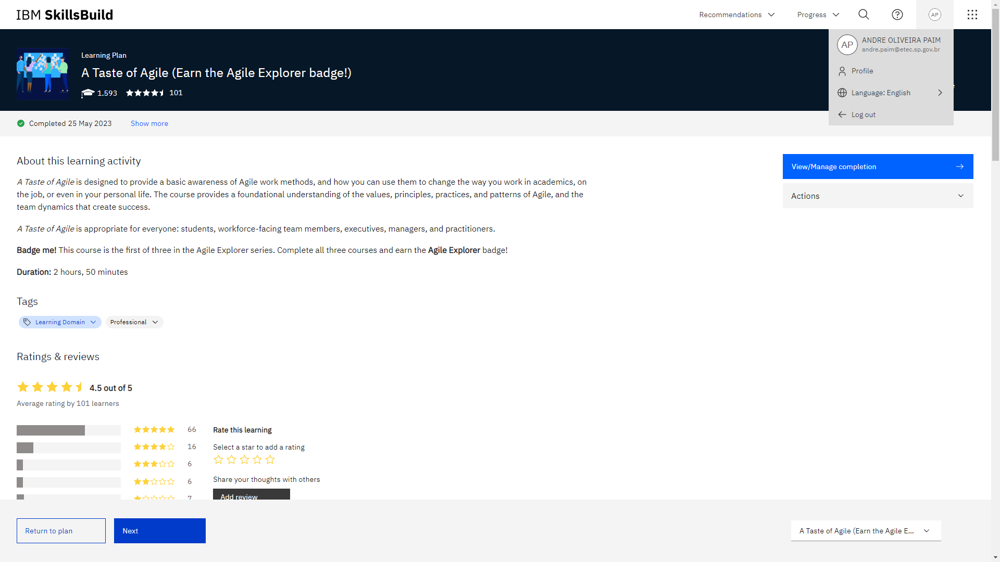 IBM SkillsBuild
Recommendations
Progress
AP
AP
ANDRE OLIVEIRA PAIM
andre.paim@etec.sp.gov.br
Profile
Language: English
Log out
Learning Plan
A Taste of Agile (Earn the Agile Explorer badge!)
1.593
101
Completed 25 May 2023
Show more
About this learning activity
A Taste of Agile is designed to provide a basic awareness of Agile work methods, and how you can use them to change the way you work in academics, on
the job, or even in your personal life. The course provides a foundational understanding of the values, principles, practices, and patterns of Agile, and the
team dynamics that create success.
A Taste of Agile is appropriate for everyone: students, workforce-facing team members, executives, managers, and practitioners.
Badge me! This course is the first of three in the Agile Explorer series. Complete all three courses and earn the Agile Explorer badge!
Duration: 2 hours, 50 minutes
View/Manage completion
Actions
Tags
Learning Domain
Professional
Ratings & reviews
4.5 out of 5
Average rating by 101 learners
66
16
6
6
7
Rate this learning
Select a star to add a rating
Share your thoughts with others
Add review
Return to plan
Next
A Taste of Agile (Earn the Agile E...